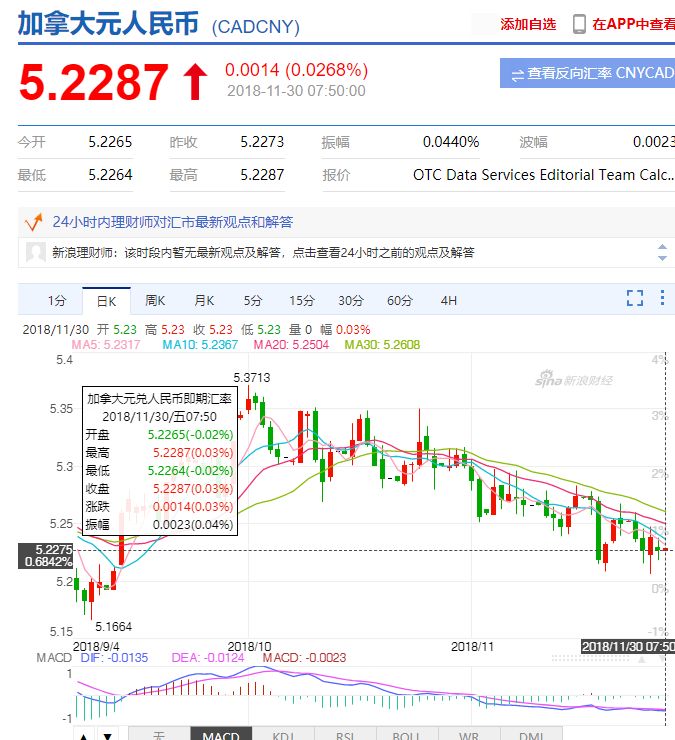 加拿大元人民币 (CADCNY) 添加自选 在APP中查看
5.2287 0.0014 (0.0268%)
2018-11-30 07:50:00
查看反向汇率 CNYCAD
今开 5.2265 昨收 5.2273 振幅 0.0440% 波幅 0.0023
最低 5.2264 最高 5.2287 报价 OTC Data Services Editorial Team Calc...
24小时内理财师对汇市最新观点和解答
新浪理财师：该时段内暂无最新观点及解答，点击查看24小时之前的观点及解答
1分 日K 周K 月K 5分 15分 30分 60分 4H
2018/11/30 开 5.23 高 5.23 收 5.23 低 5.23 量 0 幅 0.03%
MA5: 5.2317 MA10: 5.2367 MA20: 5.2504 MA30: 5.2608
5.4 4%
5.3713
sina 新浪财经
加拿大元兑人民币即期汇率
2018/11/30/五07:50
开盘 5.2265(-0.02%)
最高 5.2287(0.03%)
最低 5.2264(-0.02%)
收盘 5.2287(0.03%)
涨跌 0.0014(0.03%)
振幅 0.0023(0.04%)
5.35 3%
5.3 2%
5.25 1%
5.2275
0.6842%
5.2 0%
5.1664
5.15 -1%
2018/9/4 2018/10 2018/11 2018/11/30 07:50
MACD DIF: -0.0135 DEA: -0.0124 MACD: -0.0023
1
-1
▲ ▼ 无 MACD KDJ RSI BOLL WR DMI